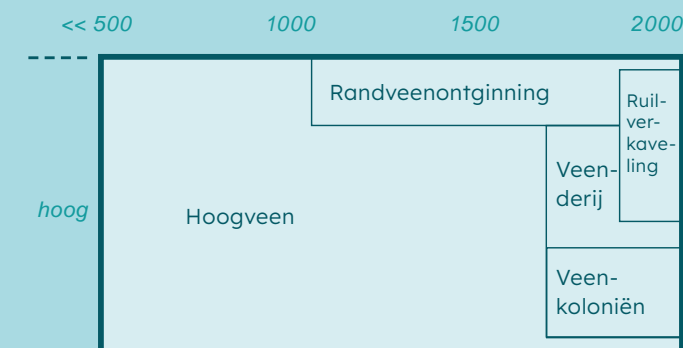 << 500 1000 1500 2000
Randveenontginning
Ruil-
ver-
kave-
ling
Veen-
derij
hoog
Hoogveen
Veen-
koloniën